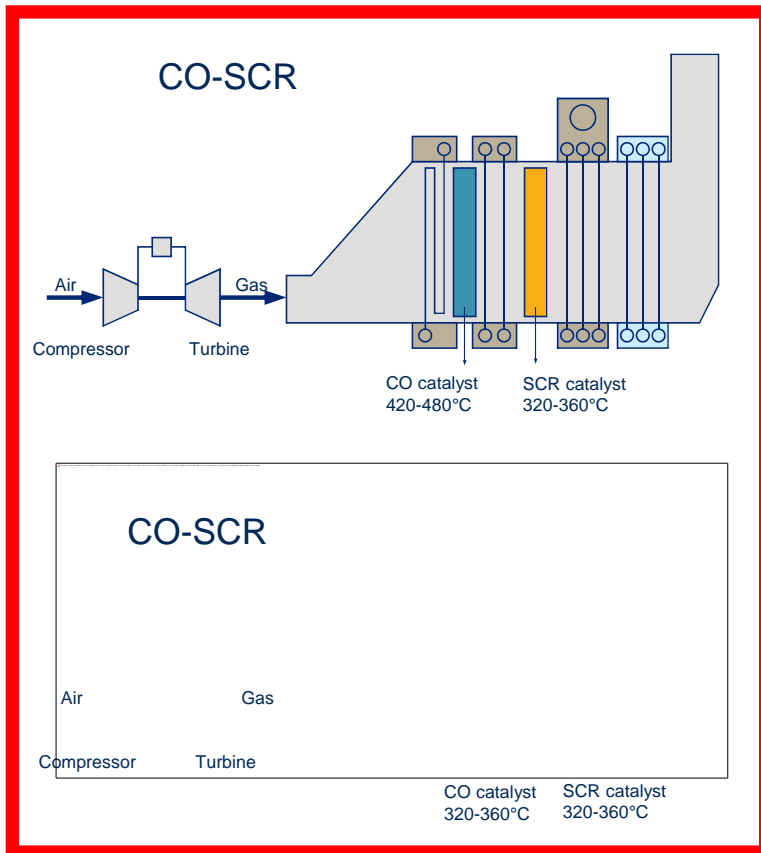 CO-SCR
Air
Gas
Compressor
Turbine
CO catalyst
420-480°C
SCR catalyst
320-360°C
CO-SCR
Air
Gas
Compressor
Turbine
CO catalyst
320-360°C
SCR catalyst
320-360°C